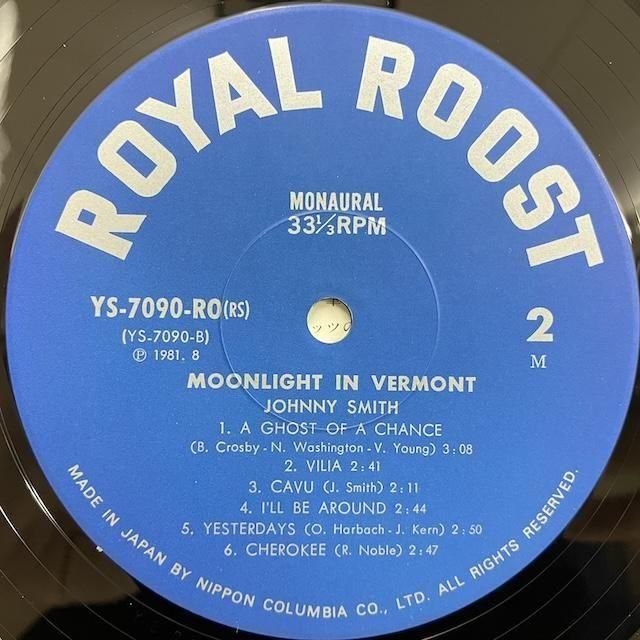 ROYAL ROOST
MONAURAL
33⅓RPM
YS-7090-RO(RS)
(YS-7090-B)
Ⓟ 1981. 8
2
M
ッツの
MOONLIGHT IN VERMONT
JOHNNY SMITH
1. A GHOST OF A CHANCE
(B. Crosby - N. Washington - V. Young) 3:08
2. VILIA 2:41
3. CAVU (J. Smith) 2:11
4. I'LL BE AROUND 2:44
5. YESTERDAYS (O. Harbach - J. Kern) 2:50
6. CHEROKEE (R. Noble) 2:47
MADE IN JAPAN BY NIPPON COLUMBIA CO., LTD. ALL RIGHTS RESERVED.